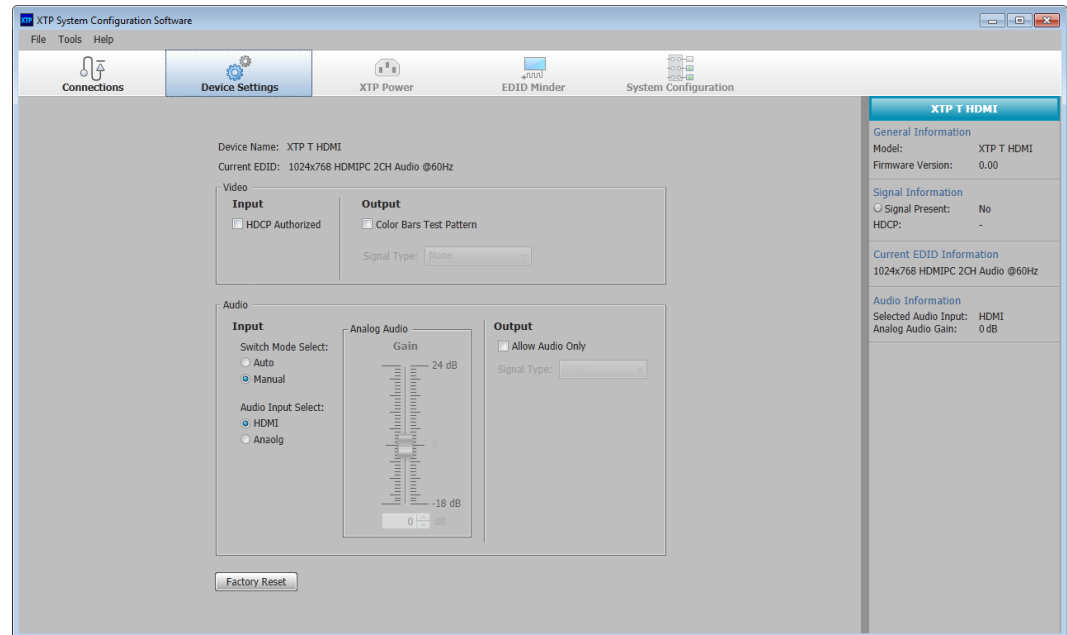 XTP XTP System Configuration Software
File Tools Help
Connections
Device Settings
XTP Power
EDID Minder
System Configuration
Device Name: XTP T HDMI
Current EDID: 1024x768 HDMIPC 2CH Audio @60Hz
Video
Input
HDCP Authorized
Output
Color Bars Test Pattern
Signal Type: None
Audio
Input
Switch Mode Select:
Auto
Manual
Audio Input Select:
HDMI
Anaolg
Analog Audio
Gain
24 dB
0
-18 dB
0 dB
Output
Allow Audio Only
Signal Type:
Factory Reset
XTP T HDMI
General Information
Model: XTP T HDMI
Firmware Version: 0.00
Signal Information
Signal Present: No
HDCP: -
Current EDID Information
1024x768 HDMIPC 2CH Audio @60Hz
Audio Information
Selected Audio Input: HDMI
Analog Audio Gain: 0 dB